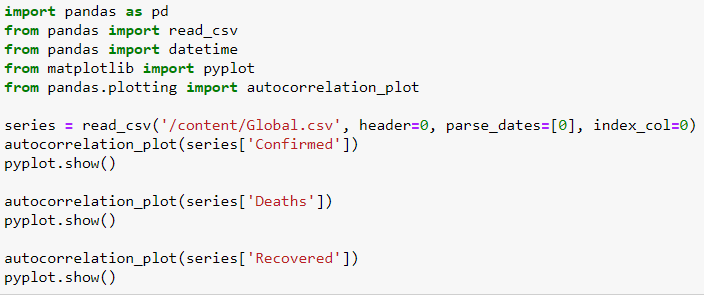 import pandas as pd
from pandas import read_csv
from pandas import datetime
from matplotlib import pyplot
from pandas.plotting import autocorrelation_plot

series = read_csv('/content/Global.csv', header=0, parse_dates=[0], index_col=0)
autocorrelation_plot(series['Confirmed'])
pyplot.show()

autocorrelation_plot(series['Deaths'])
pyplot.show()

autocorrelation_plot(series['Recovered'])
pyplot.show()